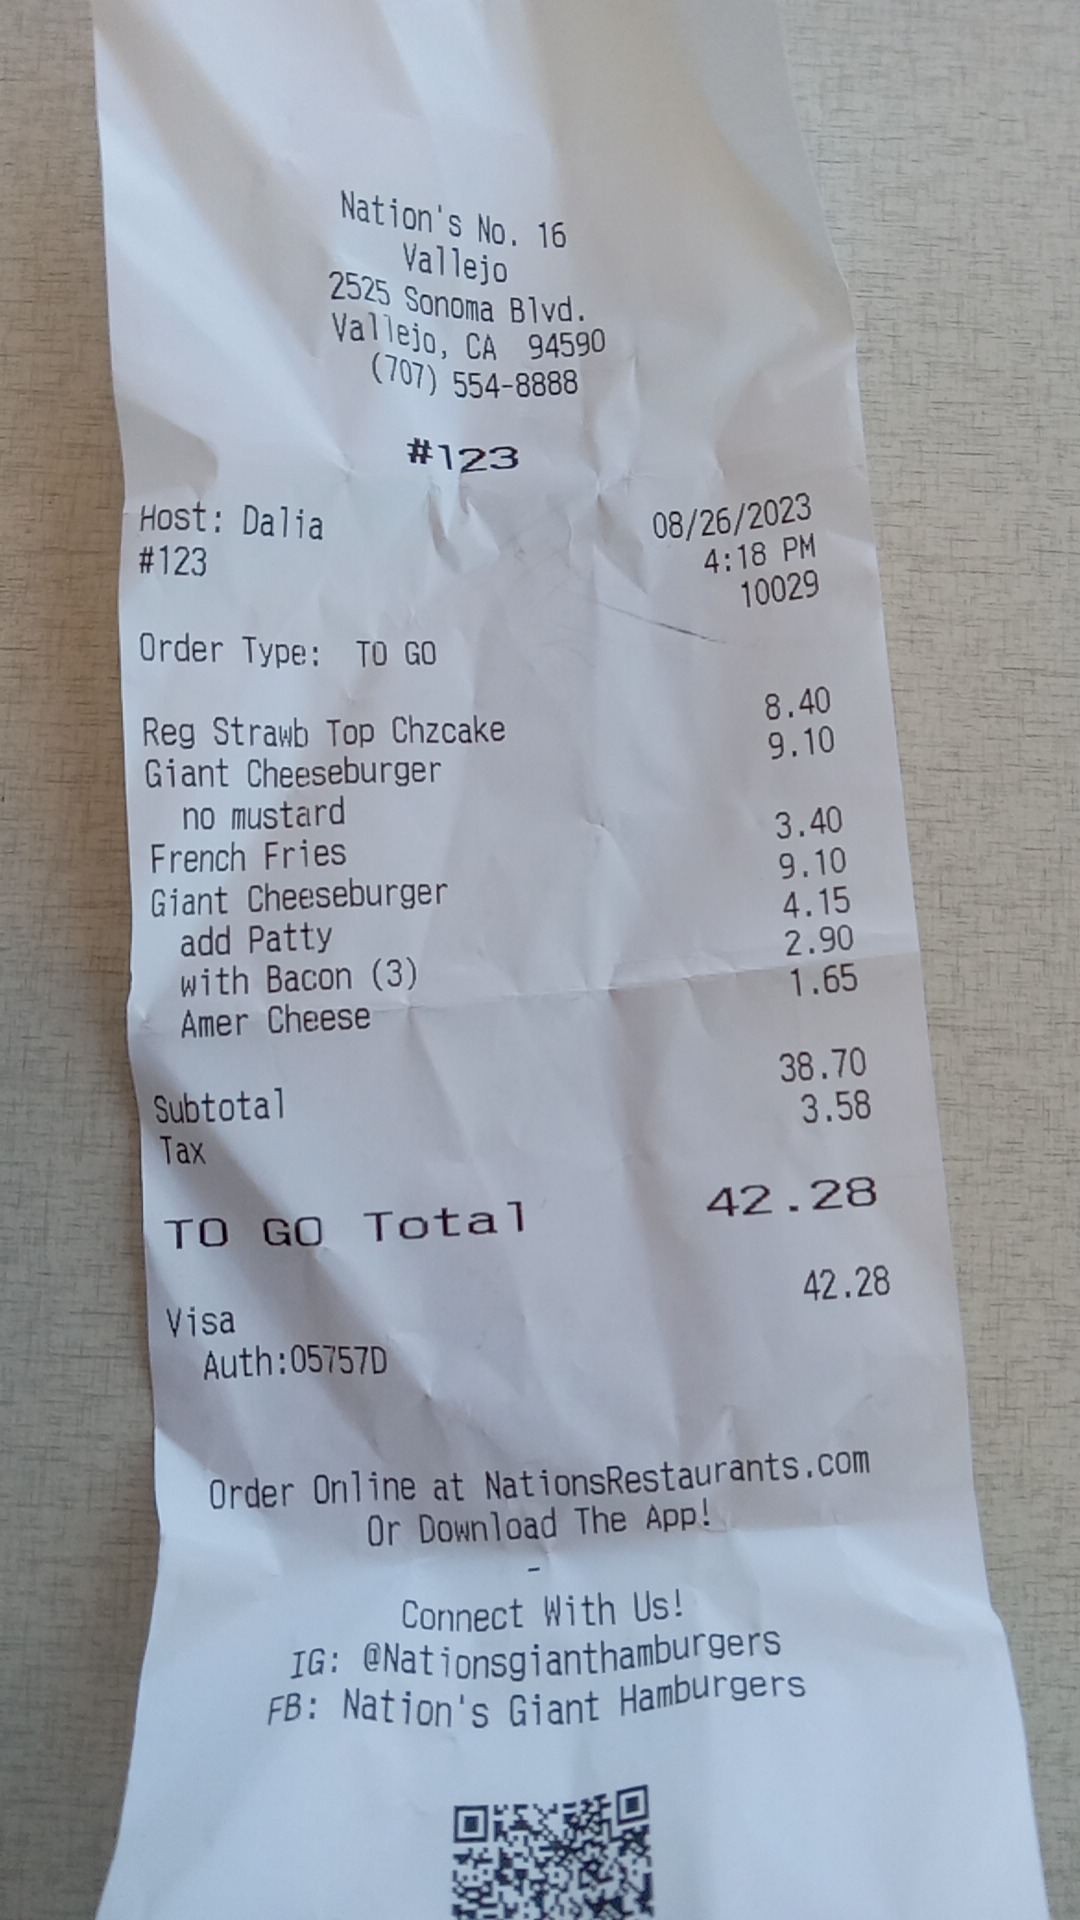 Nation's No. 16
Vallejo
2525 Sonoma Blvd.
Vallejo, CA 94590
(707) 554-8888
#123
Host: Dalia 08/26/2023
#123 4:18 PM
10029
Order Type: TO GO
Reg Strawb Top Chzcake 8.40
Giant Cheeseburger 9.10
no mustard
French Fries 3.40
Giant Cheeseburger 9.10
add Patty 4.15
with Bacon (3) 2.90
Amer Cheese 1.65
Subtotal 38.70
Tax 3.58
TO GO Total 42.28
Visa 42.28
Auth:05757D
Order Online at NationsRestaurants.com
Or Download The App!
-
Connect With Us!
IG: @Nationsgianthamburgers
FB: Nation's Giant Hamburgers